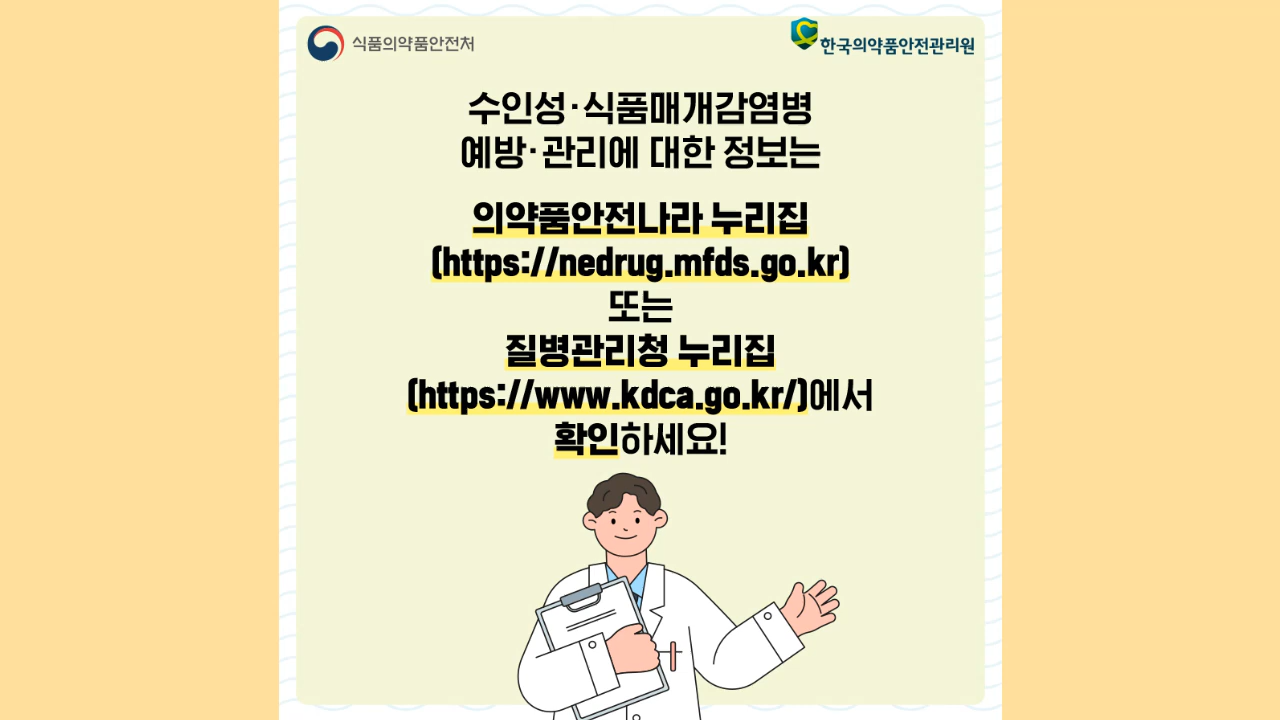 식품의약품안전처
한국의약품안전관리원
수인성·식품매개감염병
예방·관리에 대한 정보는
의약품안전나라 누리집
(https://nedrug.mfds.go.kr)
또는
질병관리청 누리집
(https://www.kdca.go.kr/)에서
확인하세요!